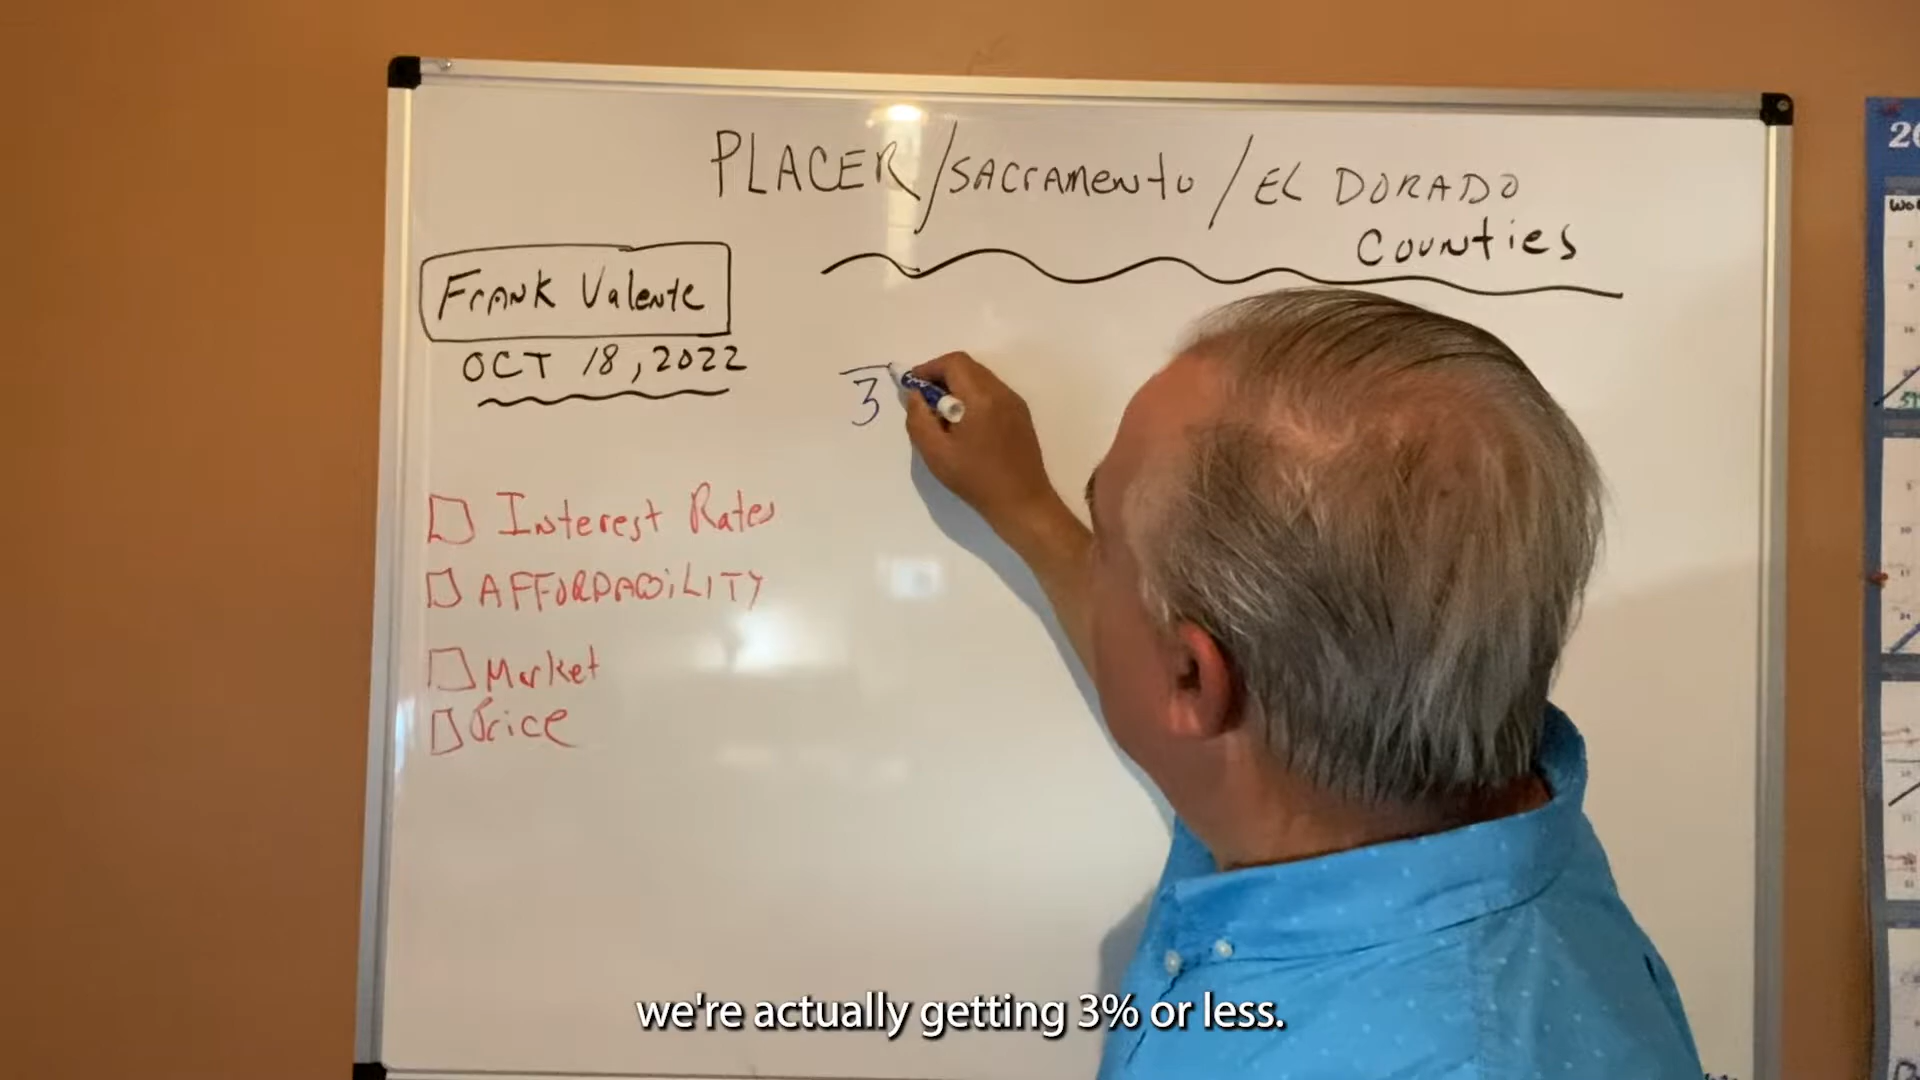 PLACER/SACrAmento/EL DORADO
Counties
FrANK Valente
OCT 18, 2022
3
Interest Rates
AFFORDABiLITY
Market
Price
we're actually getting 3% or less.